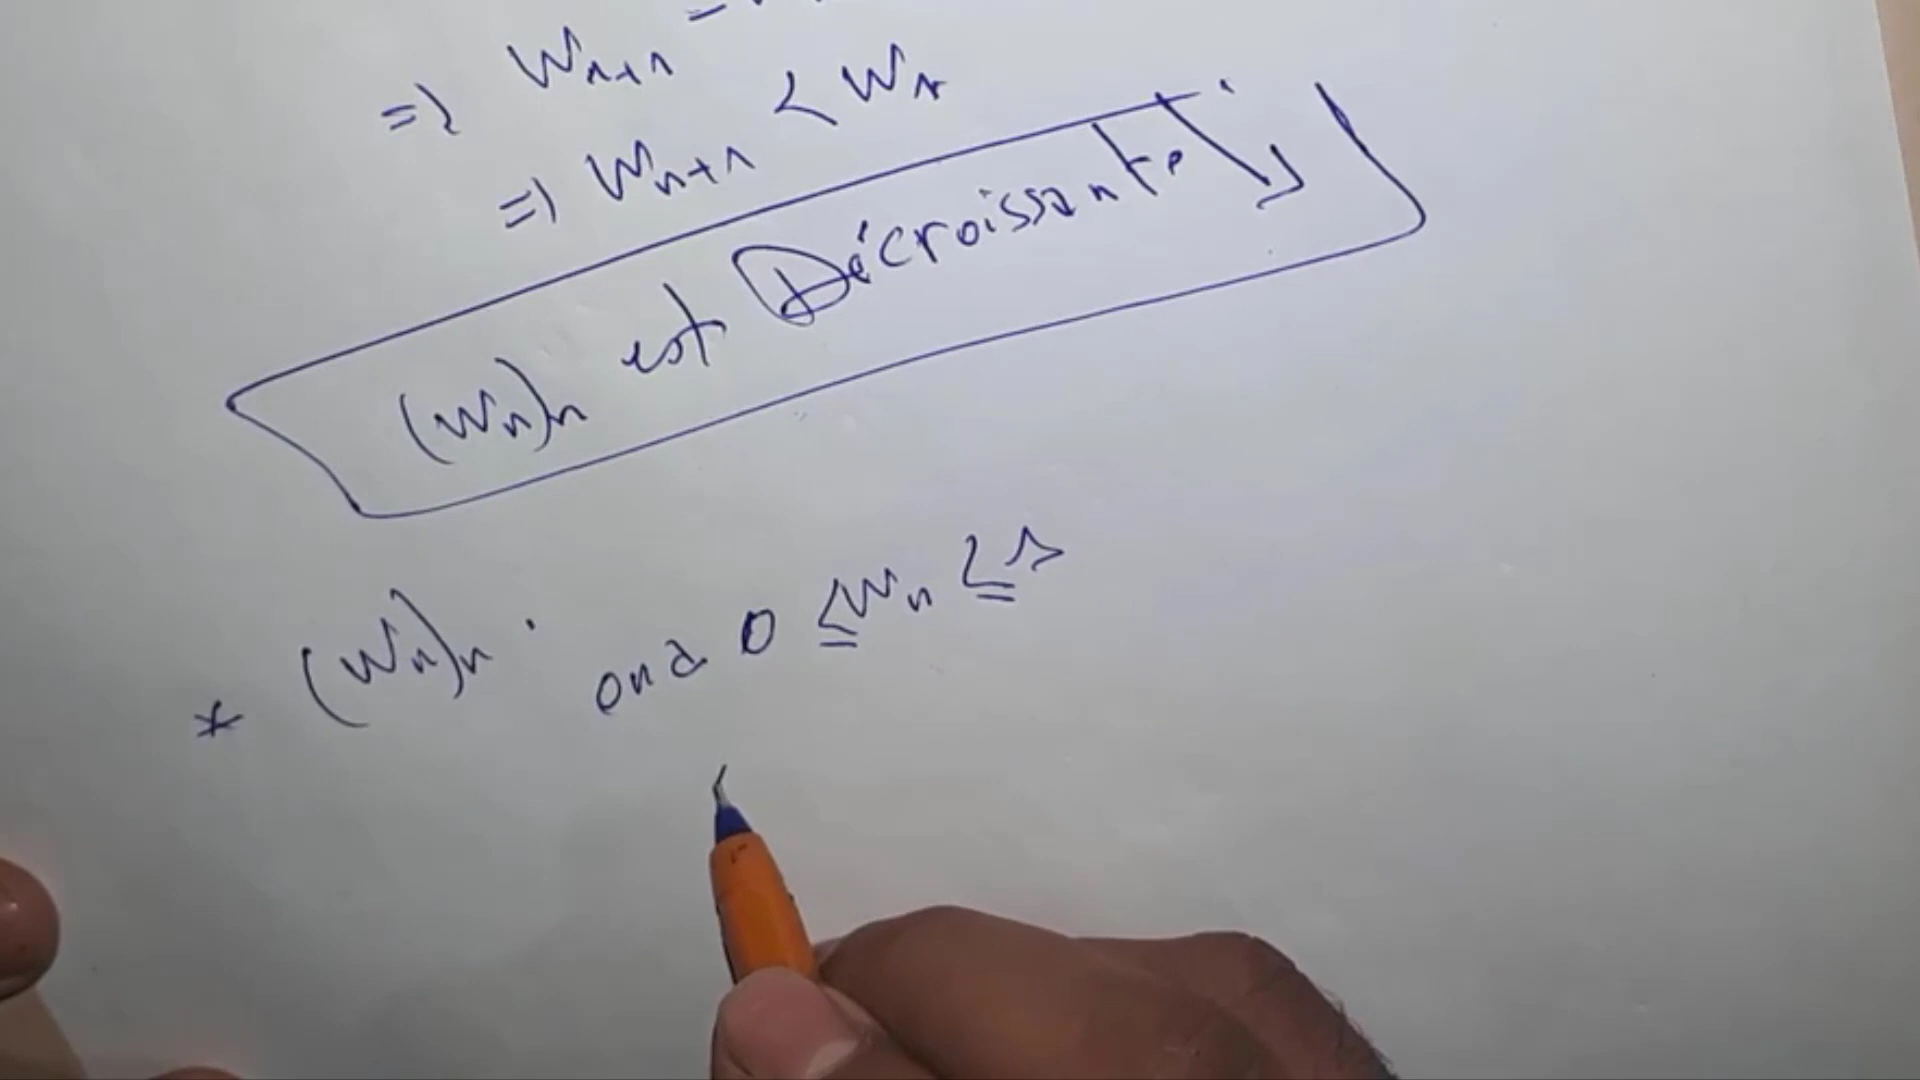 => Wn+1 -
=> Wn+1 < Wn
(Wn)n est Décroissante ↘
* (Wn)n : on a 0 ≤ Wn ≤ 1